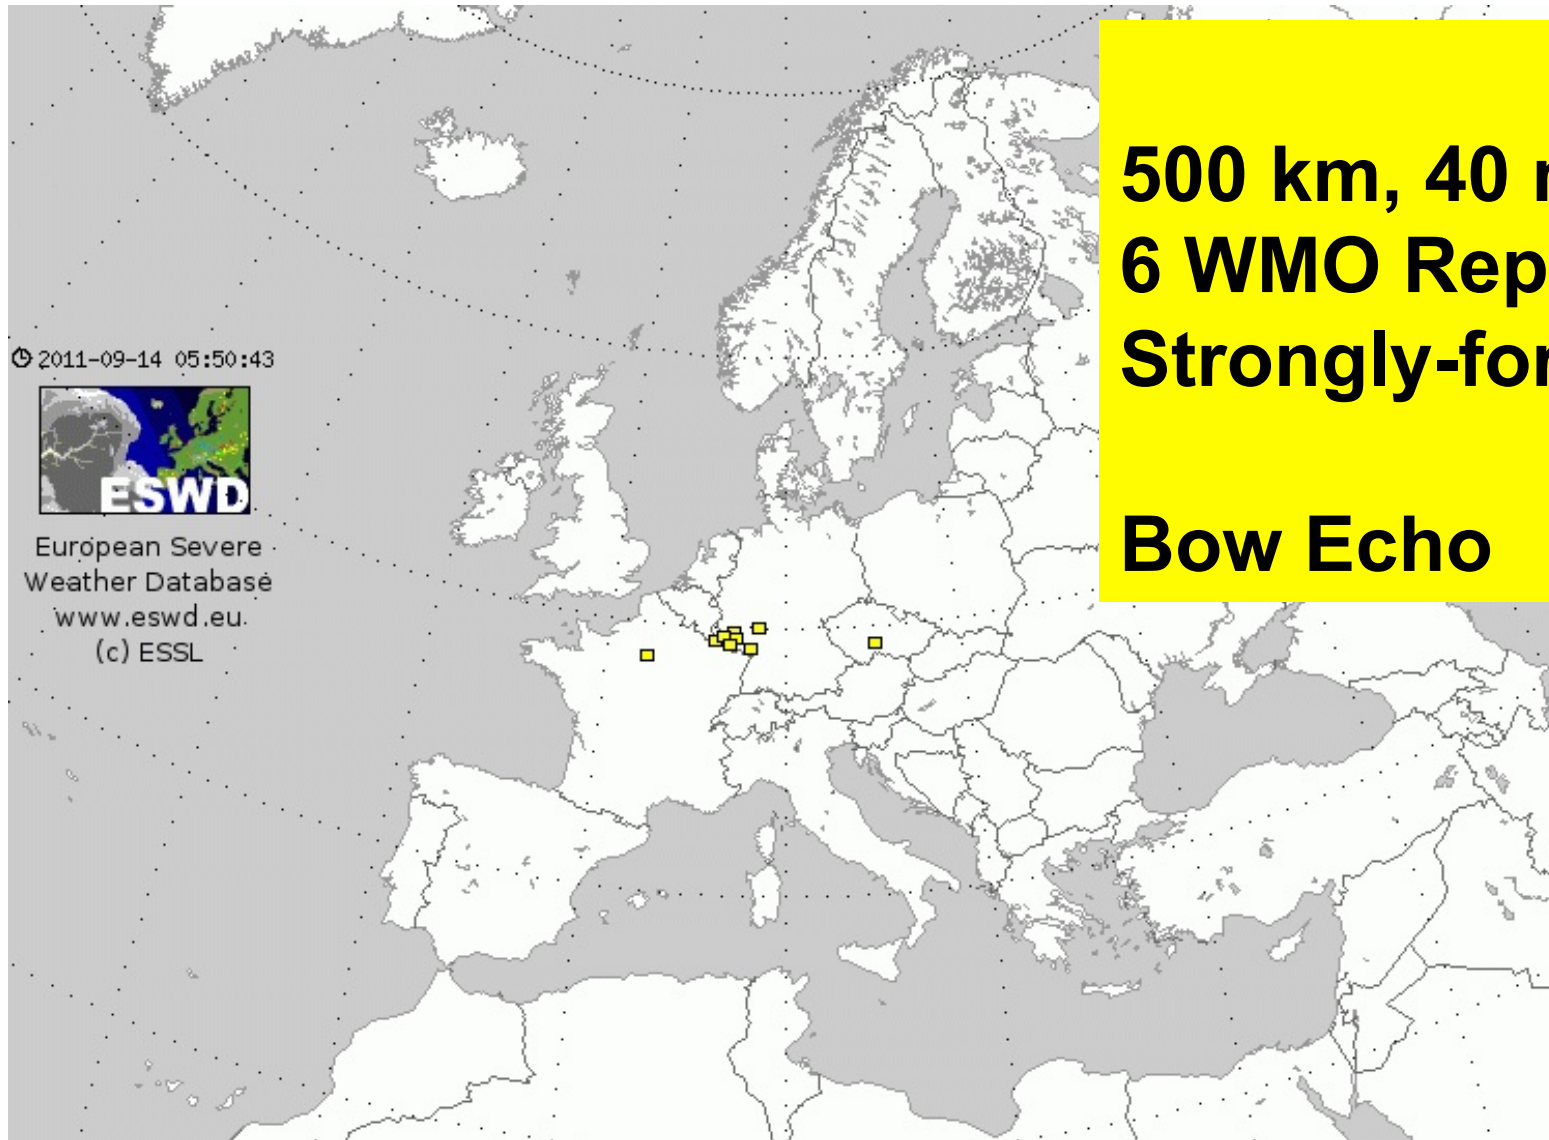 500 km, 40
6 WMO Rep
Strongly-for
Bow Echo
2011-09-14 05:50:43
ESWD
European Severe
Weather Database
www.eswd.eu
(c) ESSL